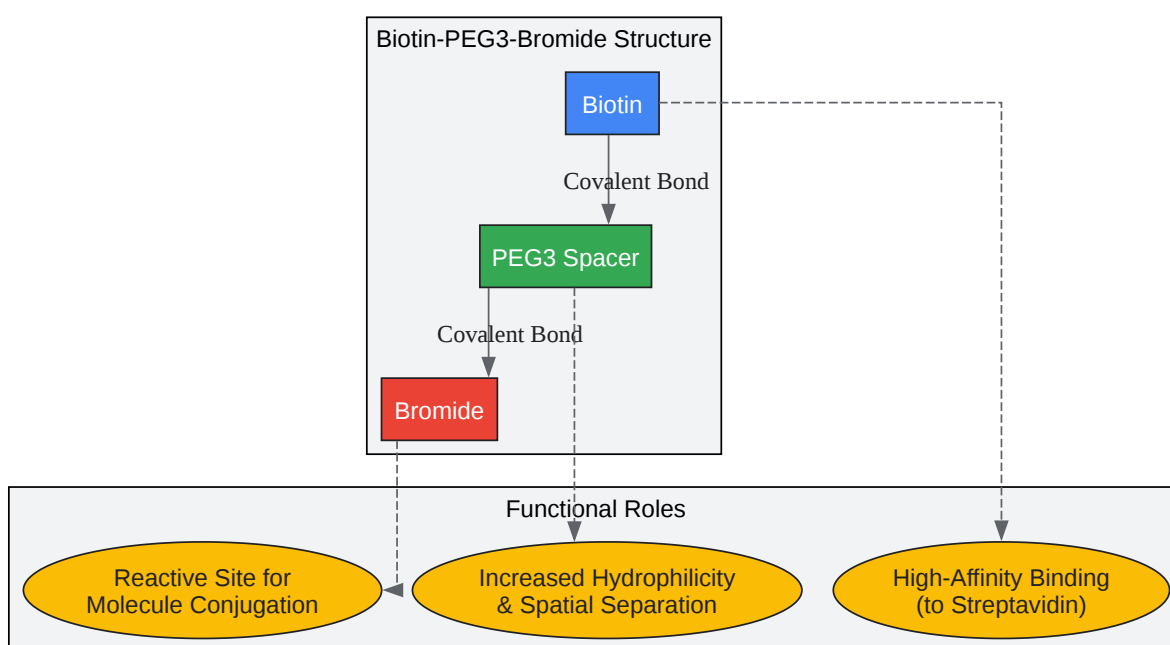 Biotin-PEG3-Bromide Structure
Biotin
Covalent Bond
PEG3 Spacer
Covalent Bond
Bromide
Functional Roles
Reactive Site for
Molecule Conjugation
Increased Hydrophilicity
& Spatial Separation
High-Affinity Binding
(to Streptavidin)